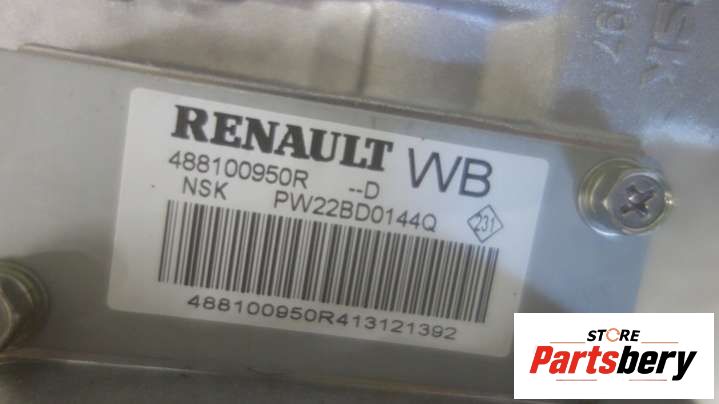 RENAULT
488100950R --D WB
NSK PW22BD0144Q 231
488100950R413121392
STORE
Partsbery